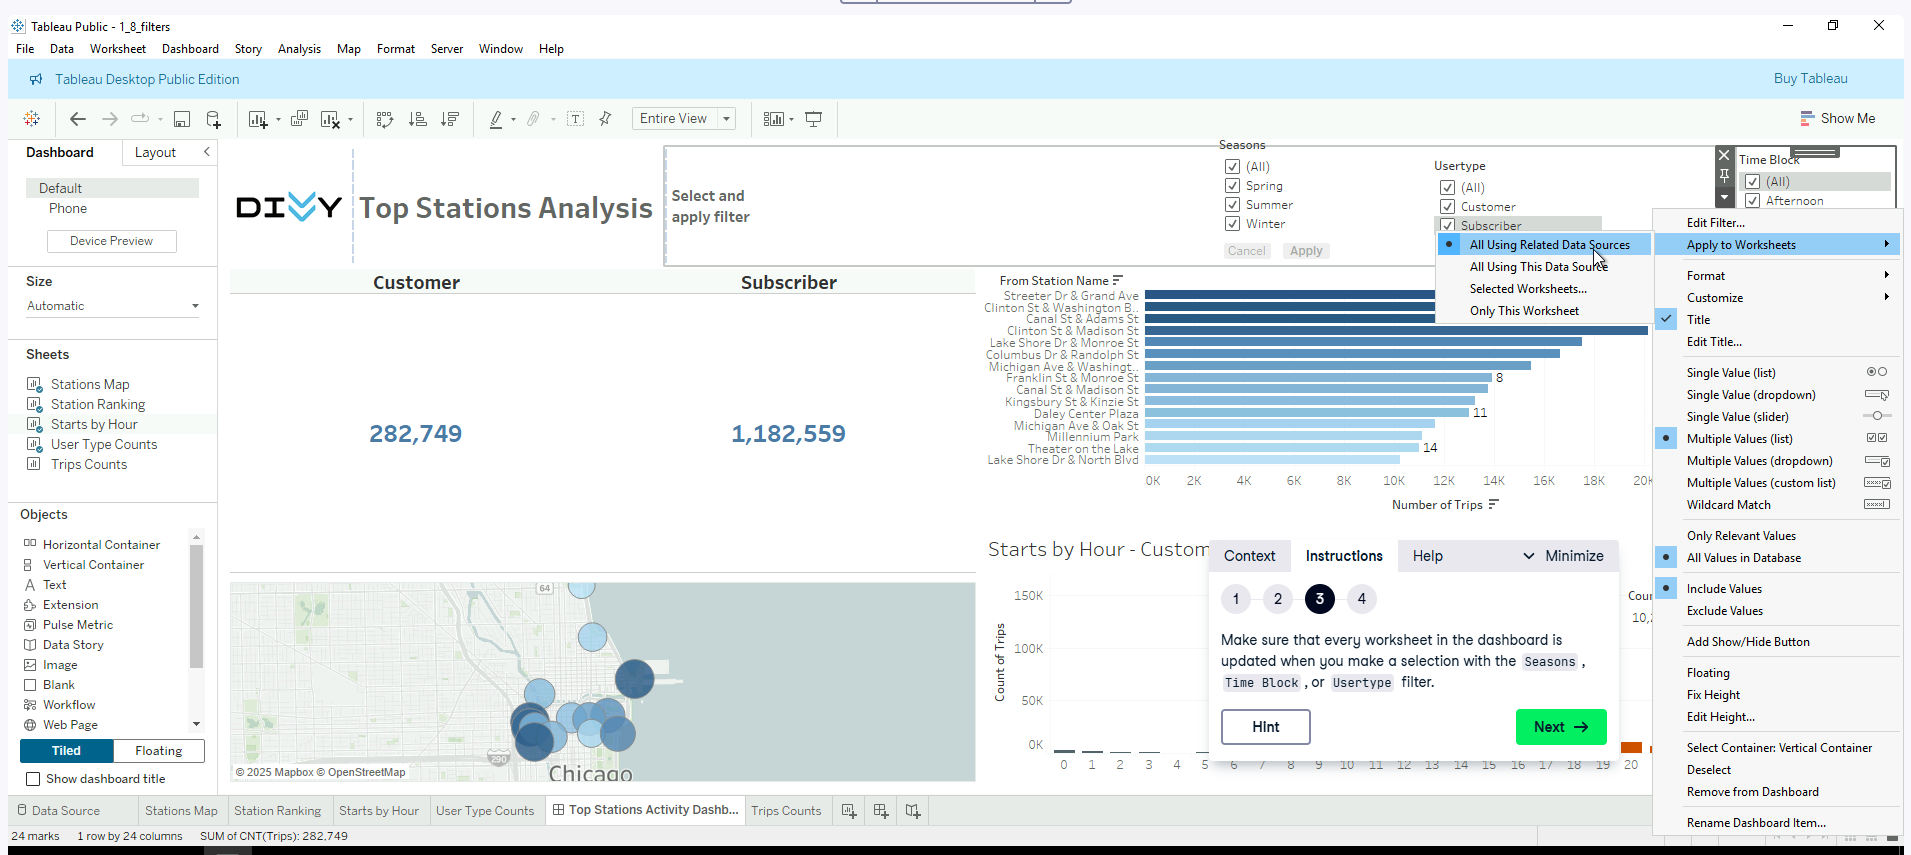 Tableau Public - 1_8_filters
File Data Worksheet Dashboard Story Analysis Map Format Server Window Help
Tableau Desktop Public Edition
Buy Tableau
Entire View
Show Me
Dashboard
Layout
Default
Phone
Device Preview
Size
Automatic
Sheets
Stations Map
Station Ranking
Starts by Hour
User Type Counts
Trips Counts
Objects
Horizontal Container
Vertical Container
Text
Extension
Pulse Metric
Data Story
Image
Blank
Workflow
Web Page
Tiled
Floating
Show dashboard title
DIVVY
Top Stations Analysis
Select and
apply filter
Seasons
(All)
Spring
Summer
Winter
Cancel
Apply
Usertype
(All)
Customer
Subscriber
Time Block
(All)
Afternoon
All Using Related Data Sources
All Using This Data Source
Selected Worksheets...
Only This Worksheet
Edit Filter...
Apply to Worksheets
Format
Customize
Title
Edit Title...
Single Value (list)
Single Value (dropdown)
Single Value (slider)
Multiple Values (list)
Multiple Values (dropdown)
Multiple Values (custom list)
Wildcard Match
Only Relevant Values
All Values in Database
Include Values
Exclude Values
Add Show/Hide Button
Floating
Fix Height
Edit Height...
Select Container: Vertical Container
Deselect
Remove from Dashboard
Rename Dashboard Item...
Customer
Subscriber
282,749
1,182,559
From Station Name
Streeter Dr & Grand Ave
Clinton St & Washington B..
Canal St & Adams St
Clinton St & Madison St
Lake Shore Dr & Monroe St
Columbus Dr & Randolph St
Michigan Ave & Washingt..
Franklin St & Monroe St
8
Canal St & Madison St
Kingsbury St & Kinzie St
Daley Center Plaza
11
Michigan Ave & Oak St
Millennium Park
Theater on the Lake
14
Lake Shore Dr & North Blvd
0K 2K 4K 6K 8K 10K 12K 14K 16K 18K 20K
Number of Trips
64
290
Chicago
© 2025 Mapbox © OpenStreetMap
Starts by Hour - Custom
Count of Trips
150K
100K
50K
0K
0 1 2 3 4 5 6 7 8 9 10 11 12 13 14 15 16 17 18 19 20
Coun
10,2
Context
Instructions
Help
Minimize
1 2 3 4
Make sure that every worksheet in the dashboard is
updated when you make a selection with the Seasons ,
Time Block , or Usertype filter.
Hint
Next
Data Source
Stations Map
Station Ranking
Starts by Hour
User Type Counts
Top Stations Activity Dashb...
Trips Counts
24 marks 1 row by 24 columns SUM of CNT(Trips): 282,749